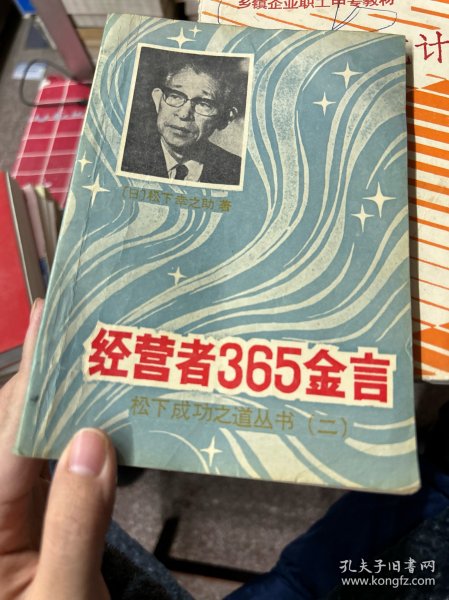 乡镇企业职工中等教材
计
[日]松下幸之助 著
经营者365金言
松下成功之道丛书(二)
孔夫子旧书网
www.kongfz.com